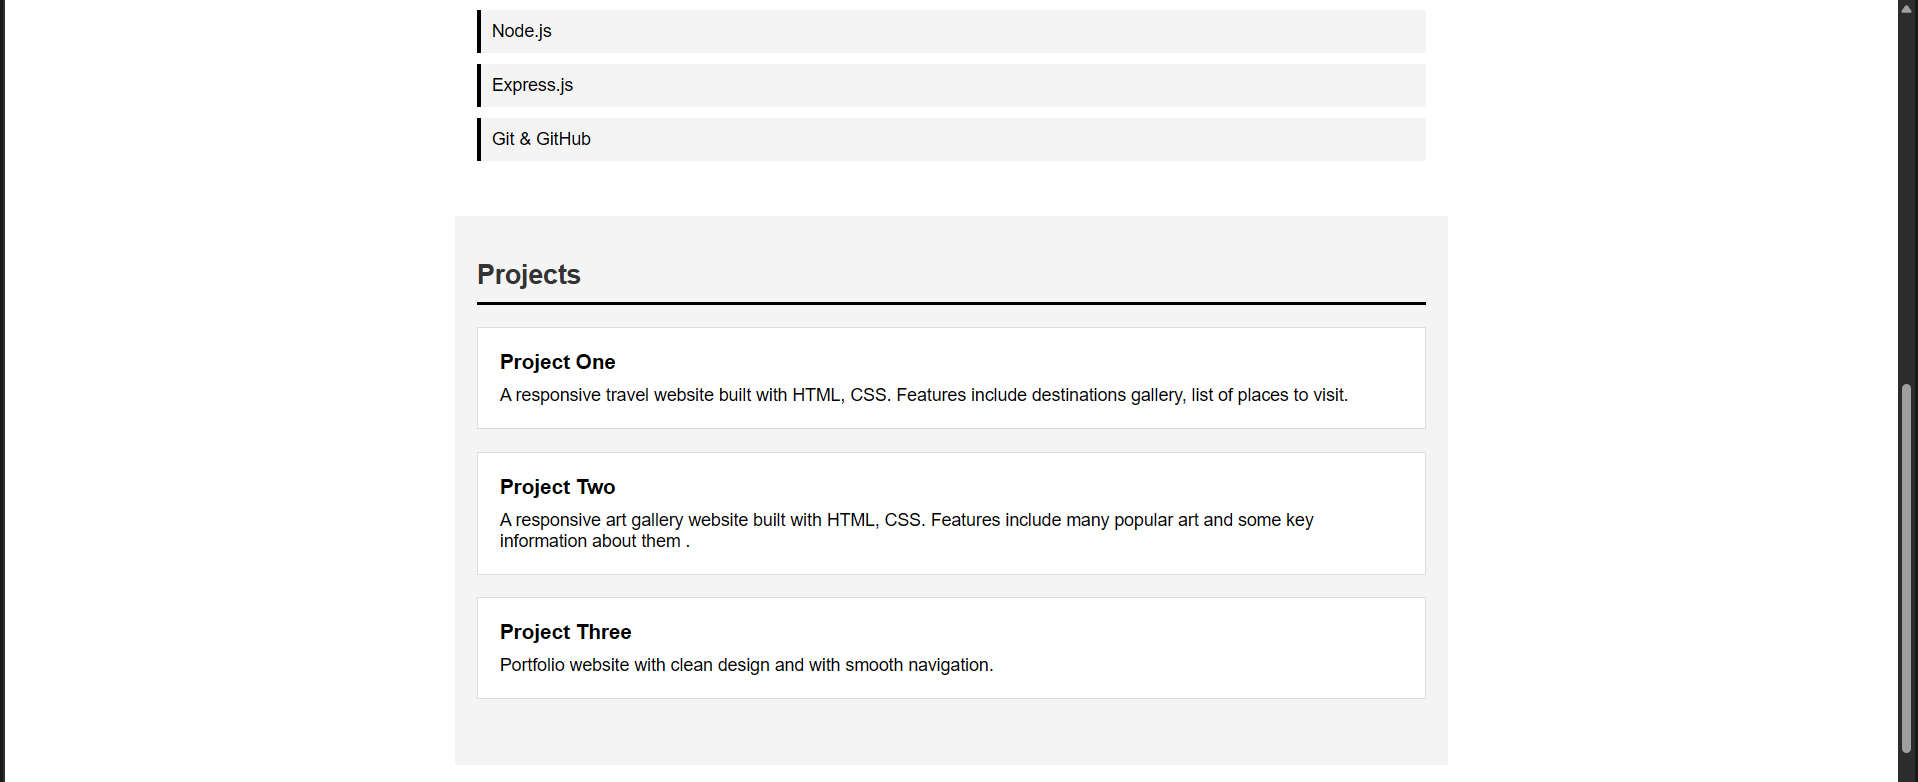 Node.js
Express.js
Git & GitHub
Projects
Project One
A responsive travel website built with HTML, CSS. Features include destinations gallery, list of places to visit.
Project Two
A responsive art gallery website built with HTML, CSS. Features include many popular art and some key
information about them .
Project Three
Portfolio website with clean design and with smooth navigation.